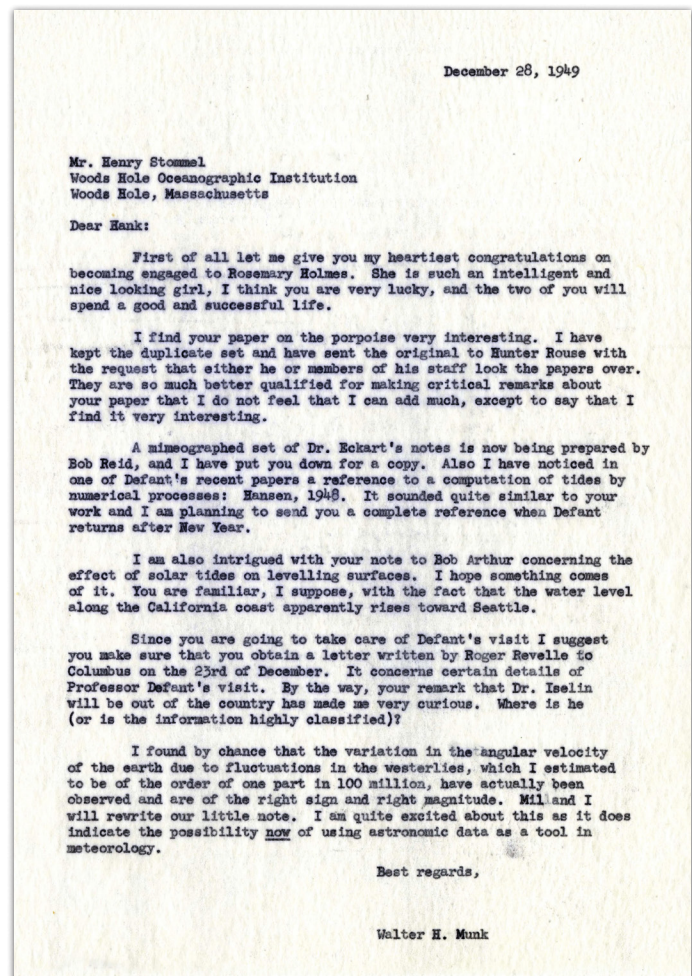 December 28, 1949
Mr. Henry Stommel
Woods Hole Oceanographic Institution
Woods Hole, Massachusetts
Dear Hank:
First of all let me give you my heartiest congratulations on
becoming engaged to Rosemary Holmes. She is such an intelligent and
nice looking girl, I think you are very lucky, and the two of you will
spend a good and successful life.
I find your paper on the porpoise very interesting. I have
kept the duplicate set and have sent the original to Hunter Rouse with
the request that either he or members of his staff look the papers over.
They are so much better qualified for making critical remarks about
your paper that I do not feel that I can add much, except to say that I
find it very interesting.
A mimeographed set of Dr. Eckart's notes is now being prepared by
Bob Reid, and I have put you down for a copy. Also I have noticed in
one of Defant's recent papers a reference to a computation of tides by
numerical processes: Hansen, 1948. It sounded quite similar to your
work and I am planning to send you a complete reference when Defant
returns after New Year.
I am also intrigued with your note to Bob Arthur concerning the
effect of solar tides on levelling surfaces. I hope something comes
of it. You are familiar, I suppose, with the fact that the water level
along the California coast apparently rises toward Seattle.
Since you are going to take care of Defant's visit I suggest
you make sure that you obtain a letter written by Roger Revelle to
Columbus on the 23rd of December. It concerns certain details of
Professor Defant's visit. By the way, your remark that Dr. Iselin
will be out of the country has made me very curious. Where is he
(or is the information highly classified)?
I found by chance that the variation in the angular velocity
of the earth due to fluctuations in the westerlies, which I estimated
to be of the order of one part in 100 million, have actually been
observed and are of the right sign and right magnitude. Mil and I
will rewrite our little note. I am quite excited about this as it does
indicate the possibility now of using astronomic data as a tool in
meteorology.
Best regards,
Walter H. Munk